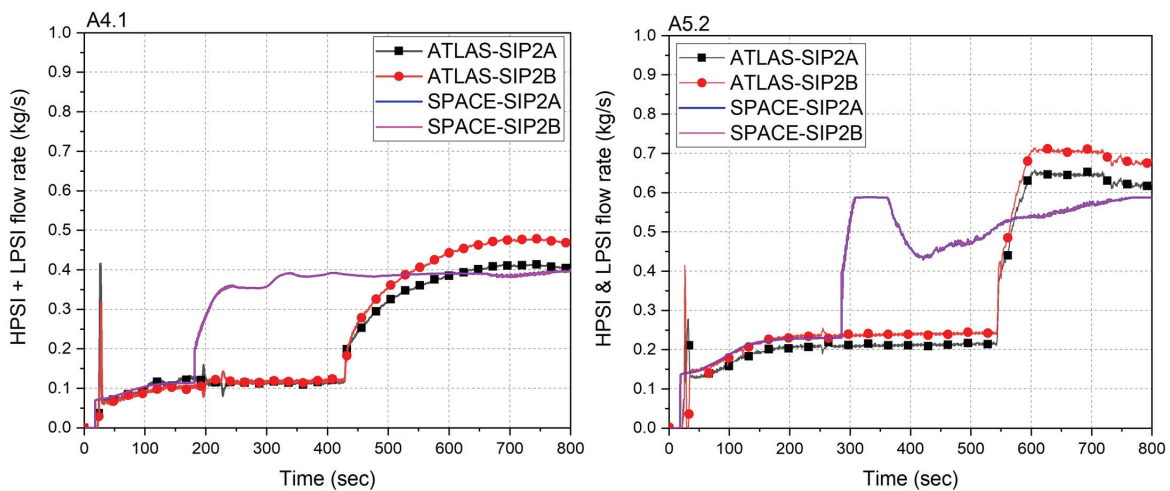 A4.1
1.0
0.9
0.8
0.7
0.6
0.5
0.4
0.3
0.2
0.1
0.0
HPSI + LPSI flow rate (kg/s)
ATLAS-SIP2A
ATLAS-SIP2B
SPACE-SIP2A
SPACE-SIP2B
0 100 200 300 400 500 600 700 800
Time (sec)
A5.2
1.0
0.9
0.8
0.7
0.6
0.5
0.4
0.3
0.2
0.1
0.0
HPSI & LPSI flow rate (kg/s)
ATLAS-SIP2A
ATLAS-SIP2B
SPACE-SIP2A
SPACE-SIP2B
0 100 200 300 400 500 600 700 800
Time (sec)